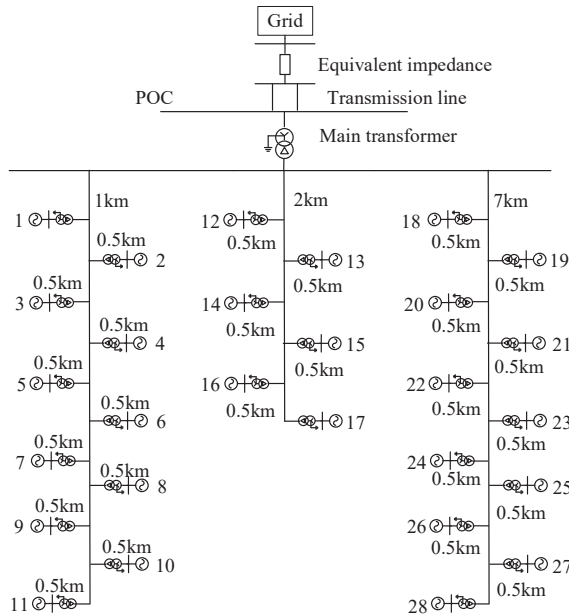 Grid
Equivalent impedance
POC
Transmission line
Main transformer
1km
2km
7km
1
12
18
0.5km
0.5km
0.5km
2
13
19
0.5km
0.5km
0.5km
3
14
20
0.5km
0.5km
0.5km
4
15
21
0.5km
0.5km
0.5km
5
16
22
0.5km
0.5km
0.5km
6
17
23
0.5km
0.5km
7
24
0.5km
0.5km
8
25
0.5km
0.5km
9
26
0.5km
0.5km
10
27
0.5km
0.5km
11
28